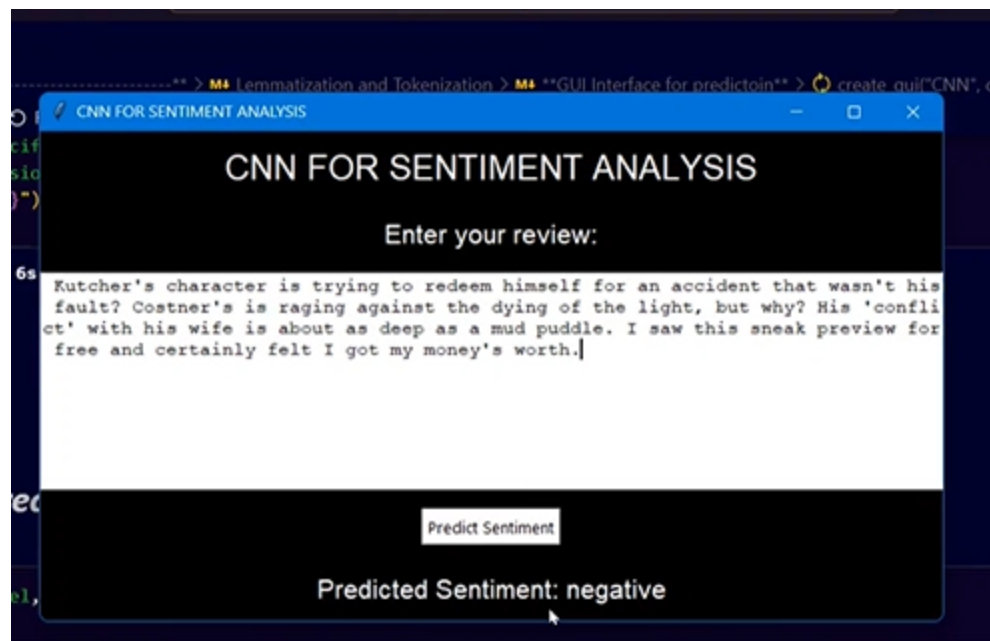 -----------------------** > M↓ Lemmatization and Tokenization > M↓ **GUI Interface for predictoin** > create_gui("CNN",
CNN FOR SENTIMENT ANALYSIS
cif
sio
}")
CNN FOR SENTIMENT ANALYSIS
Enter your review:
6s
Kutcher's character is trying to redeem himself for an accident that wasn't his
fault? Costner's is raging against the dying of the light, but why? His 'confli
ct' with his wife is about as deep as a mud puddle. I saw this sneak preview for
free and certainly felt I got my money's worth.
Predict Sentiment
Predicted Sentiment: negative
el,